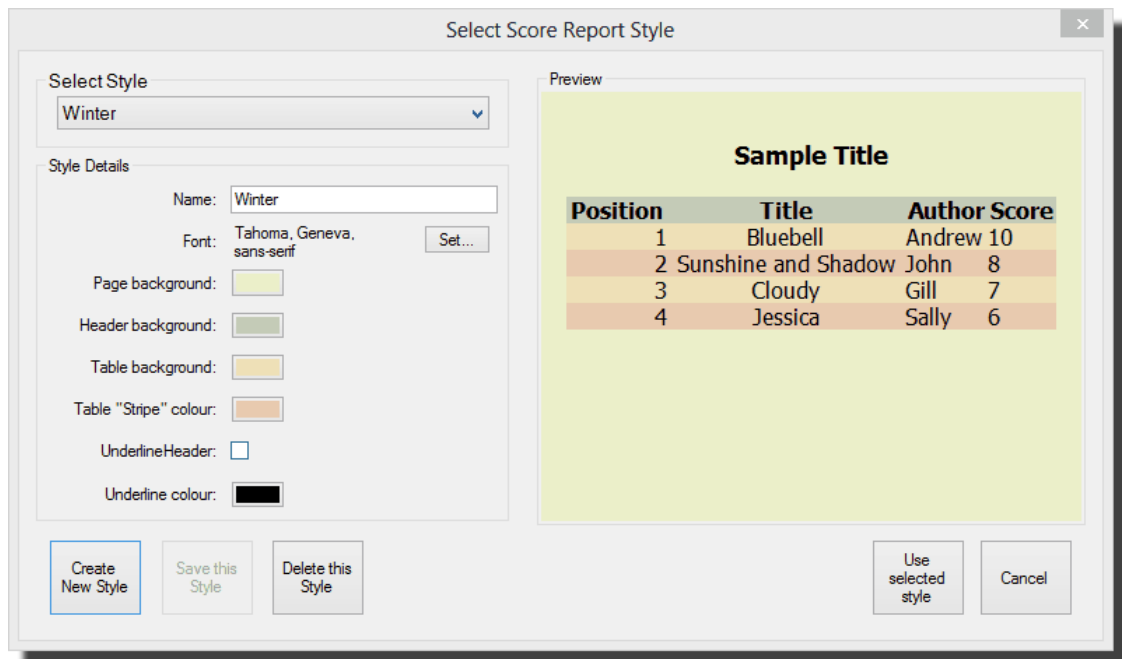 Select Score Report Style
×
Select Style
Winter
Style Details
Name: Winter
Font: Tahoma, Geneva,
sans-serif
Set...
Page background:
Header background:
Table background:
Table "Stripe" colour:
UnderlineHeader:
Underline colour:
Create
New Style
Save this
Style
Delete this
Style
Preview
Sample Title
Position Title Author Score
1 Bluebell Andrew 10
2 Sunshine and Shadow John 8
3 Cloudy Gill 7
4 Jessica Sally 6
Use
selected
style
Cancel